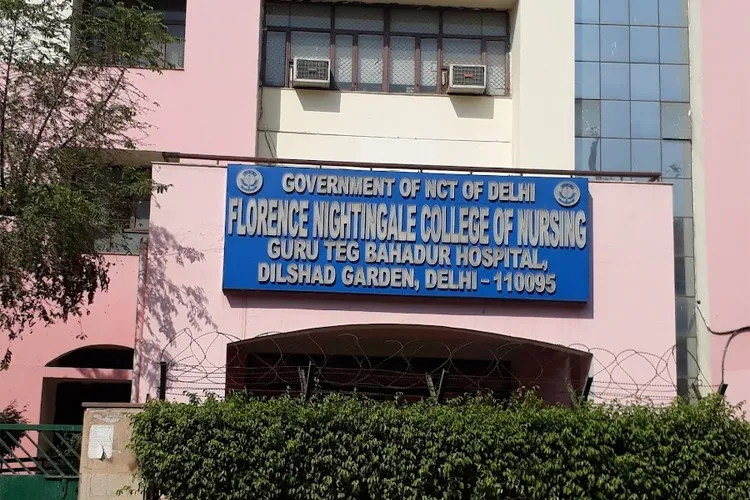 GOVERNMENT OF NCT OF DELHI
FLORENCE NIGHTINGALE COLLEGE OF NURSING
GURU TEG BAHADUR HOSPITAL,
DILSHAD GARDEN, DELHI - 110095